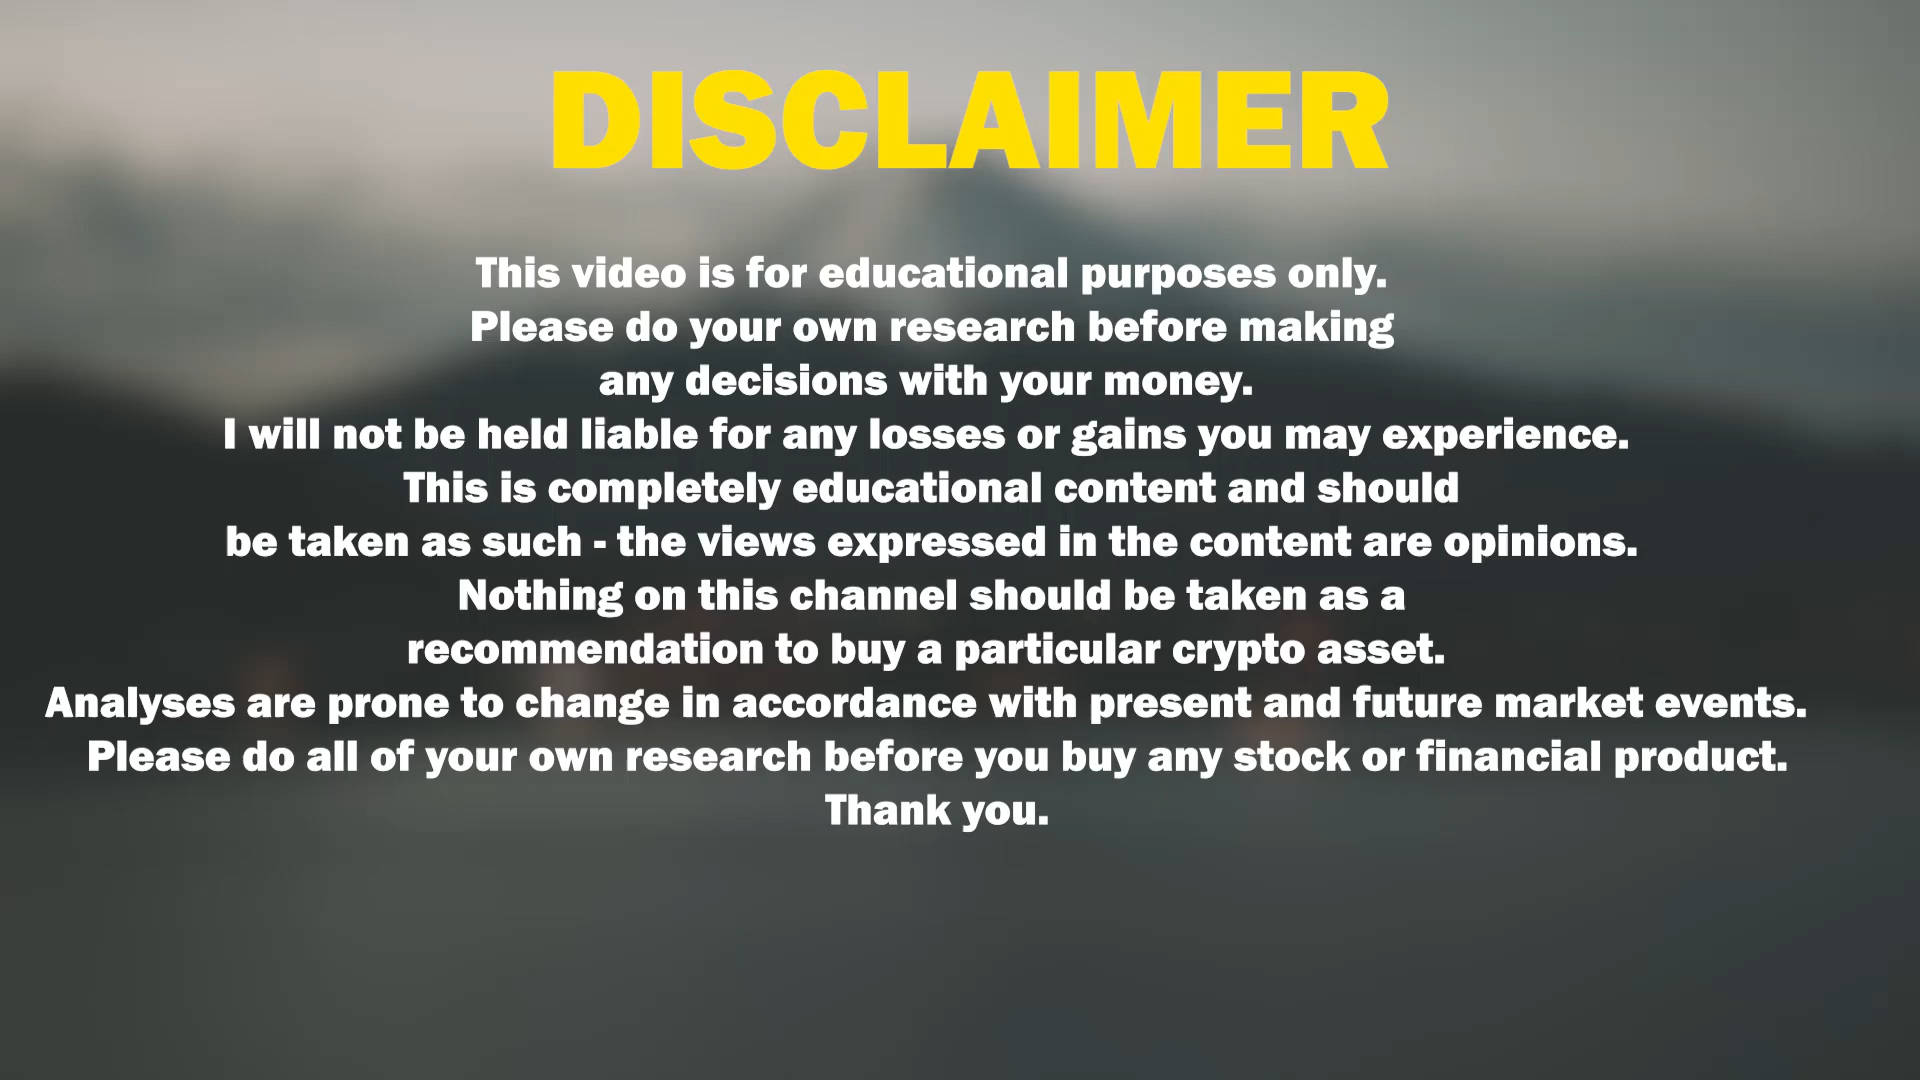 DISCLAIMER
This video is for educational purposes only.
Please do your own research before making
any decisions with your money.
I will not be held liable for any losses or gains you may experience.
This is completely educational content and should
be taken as such - the views expressed in the content are opinions.
Nothing on this channel should be taken as a
recommendation to buy a particular crypto asset.
Analyses are prone to change in accordance with present and future market events.
Please do all of your own research before you buy any stock or financial product.
Thank you.